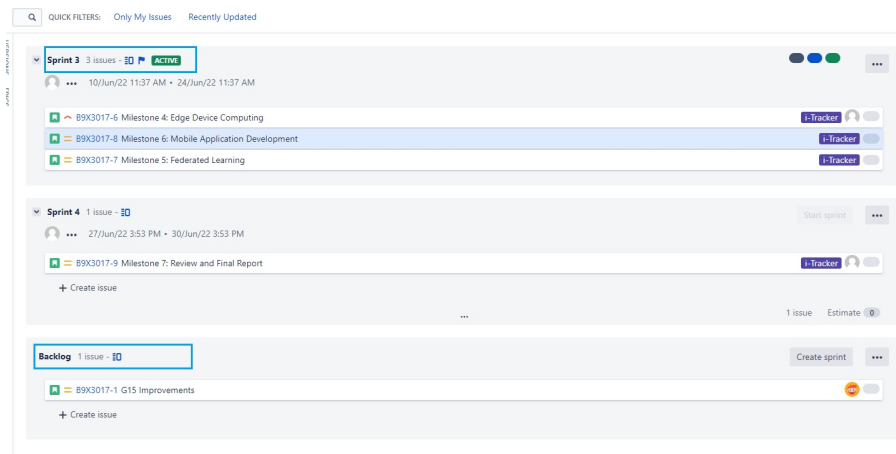 QUICK FILTERS: Only My Issues Recently Updated
Sprint 3 3 issues - ACTIVE
10/Jun/22 11:37 AM • 24/Jun/22 11:37 AM
B9X3017-6 Milestone 4: Edge Device Computing i-Tracker
B9X3017-8 Milestone 6: Mobile Application Development i-Tracker
B9X3017-7 Milestone 5: Federated Learning i-Tracker
Sprint 4 1 issue - Start sprint
27/Jun/22 3:53 PM • 30/Jun/22 3:53 PM
B9X3017-9 Milestone 7: Review and Final Report i-Tracker
+ Create issue
1 issue Estimate 0
Backlog 1 issue - Create sprint
B9X3017-1 G15 Improvements
+ Create issue